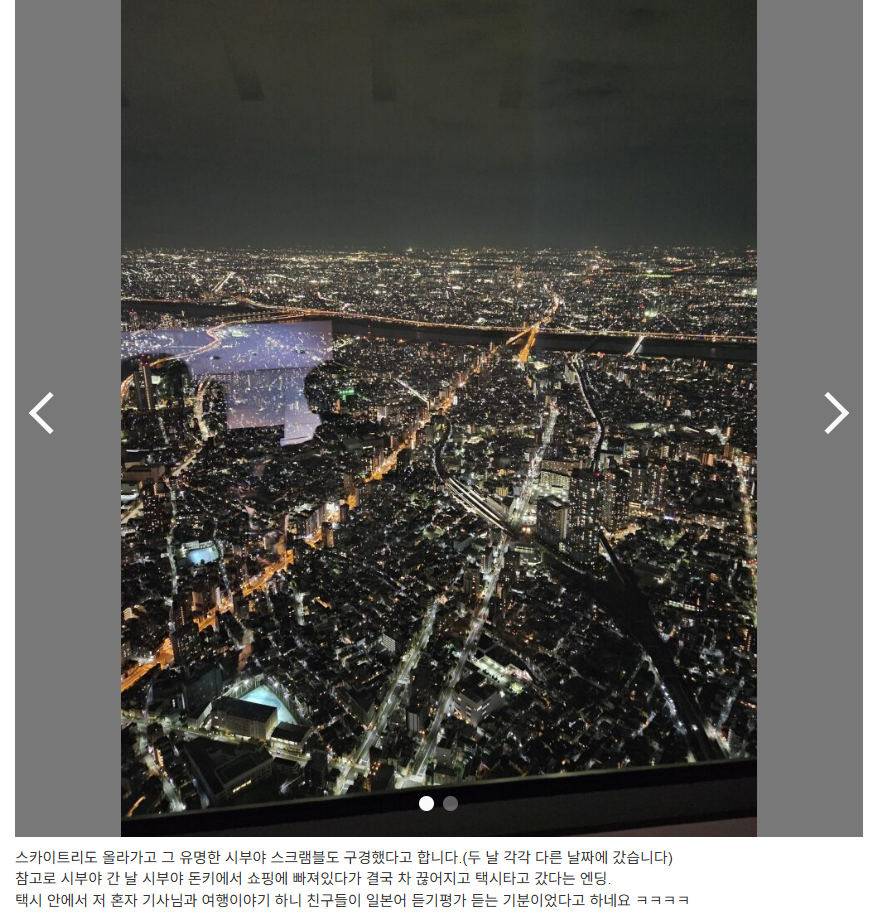 스카이트리도 올라가고 그 유명한 시부야 스크램블도 구경했다고 합니다.(두 날 각각 다른 날짜에 갔습니다)
참고로 시부야 간 날 시부야 돈키에서 쇼핑에 빠져있다가 결국 차 끊어지고 택시타고 갔다는 엔딩.
택시 안에서 저 혼자 기사님과 여행이야기 하니 친구들이 일본어 듣기평가 듣는 기분이었다고 하네요 ㅋㅋㅋㅋ